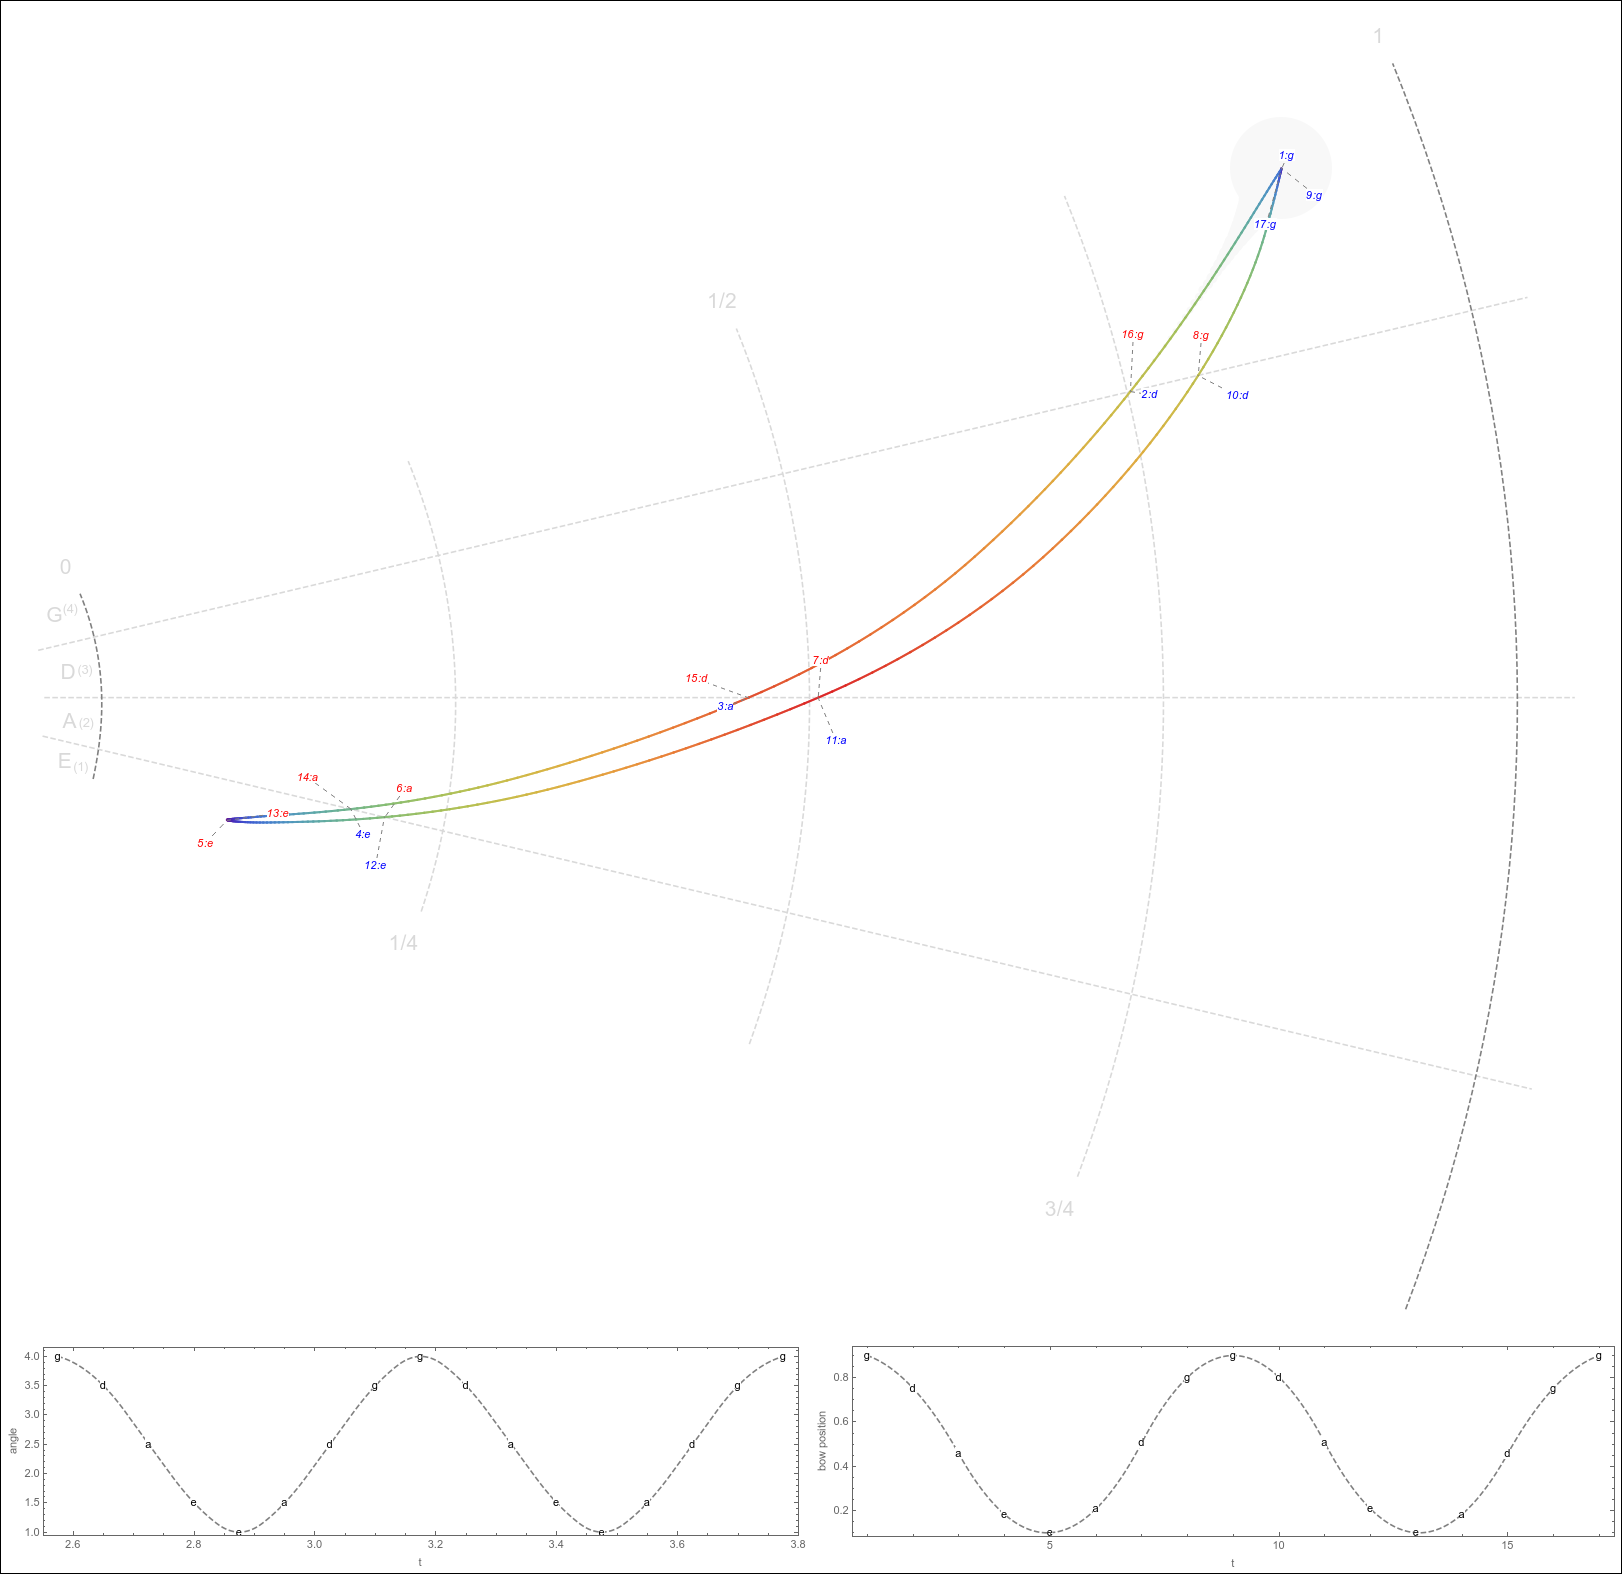 1
1:g
9:g
17:g
1/2
16:g
8:g
2:d
10:d
0
G(4)
7:d
D(3)
15:d
3:a
A(2)
11:a
E(1)
14:a
6:a
13:e
4:e
5:e
12:e
1/4
3/4
g g g
4.0
d g d g
3.5
3.0
a d a d
2.5
2.0
e a e a
1.5
e e
1.0
angle
2.6 2.8 3.0 3.2 3.4 3.6 3.8
t
g g g
d g d g
0.8
0.6
a d a d
0.4
e a e a
0.2
e e
bow position
5 10 15
t